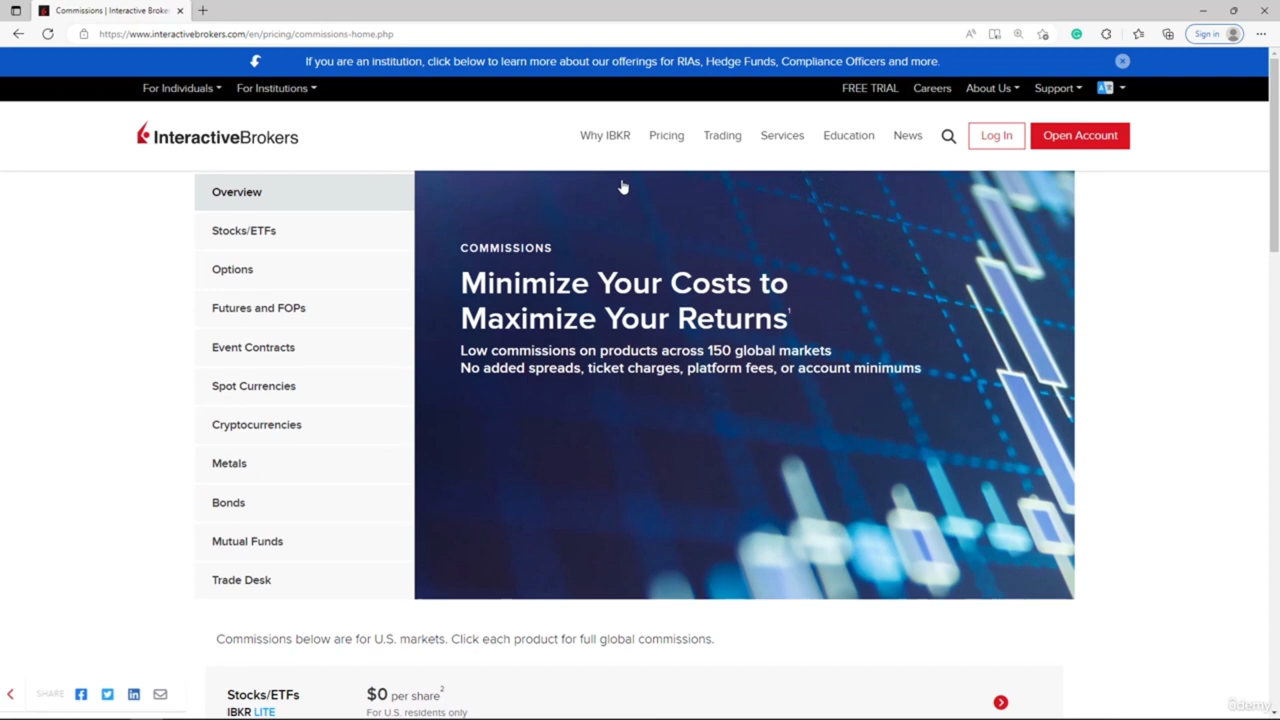 Commissions | Interactive Broke
https://www.interactivebrokers.com/en/pricing/commissions-home.php
Sign in
If you are an institution, click below to learn more about our offerings for RIAs, Hedge Funds, Compliance Officers and more.
For Individuals
For Institutions
FREE TRIAL
Careers
About Us
Support
InteractiveBrokers
Why IBKR
Pricing
Trading
Services
Education
News
Log In
Open Account
Overview
Stocks/ETFs
Options
Futures and FOPs
Event Contracts
Spot Currencies
Cryptocurrencies
Metals
Bonds
Mutual Funds
Trade Desk
COMMISSIONS
Minimize Your Costs to
Maximize Your Returns¹
Low commissions on products across 150 global markets
No added spreads, ticket charges, platform fees, or account minimums
Commissions below are for U.S. markets. Click each product for full global commissions.
Stocks/ETFs
IBKR LITE
$0 per share²
For U.S. residents only
SHARE
Udemy